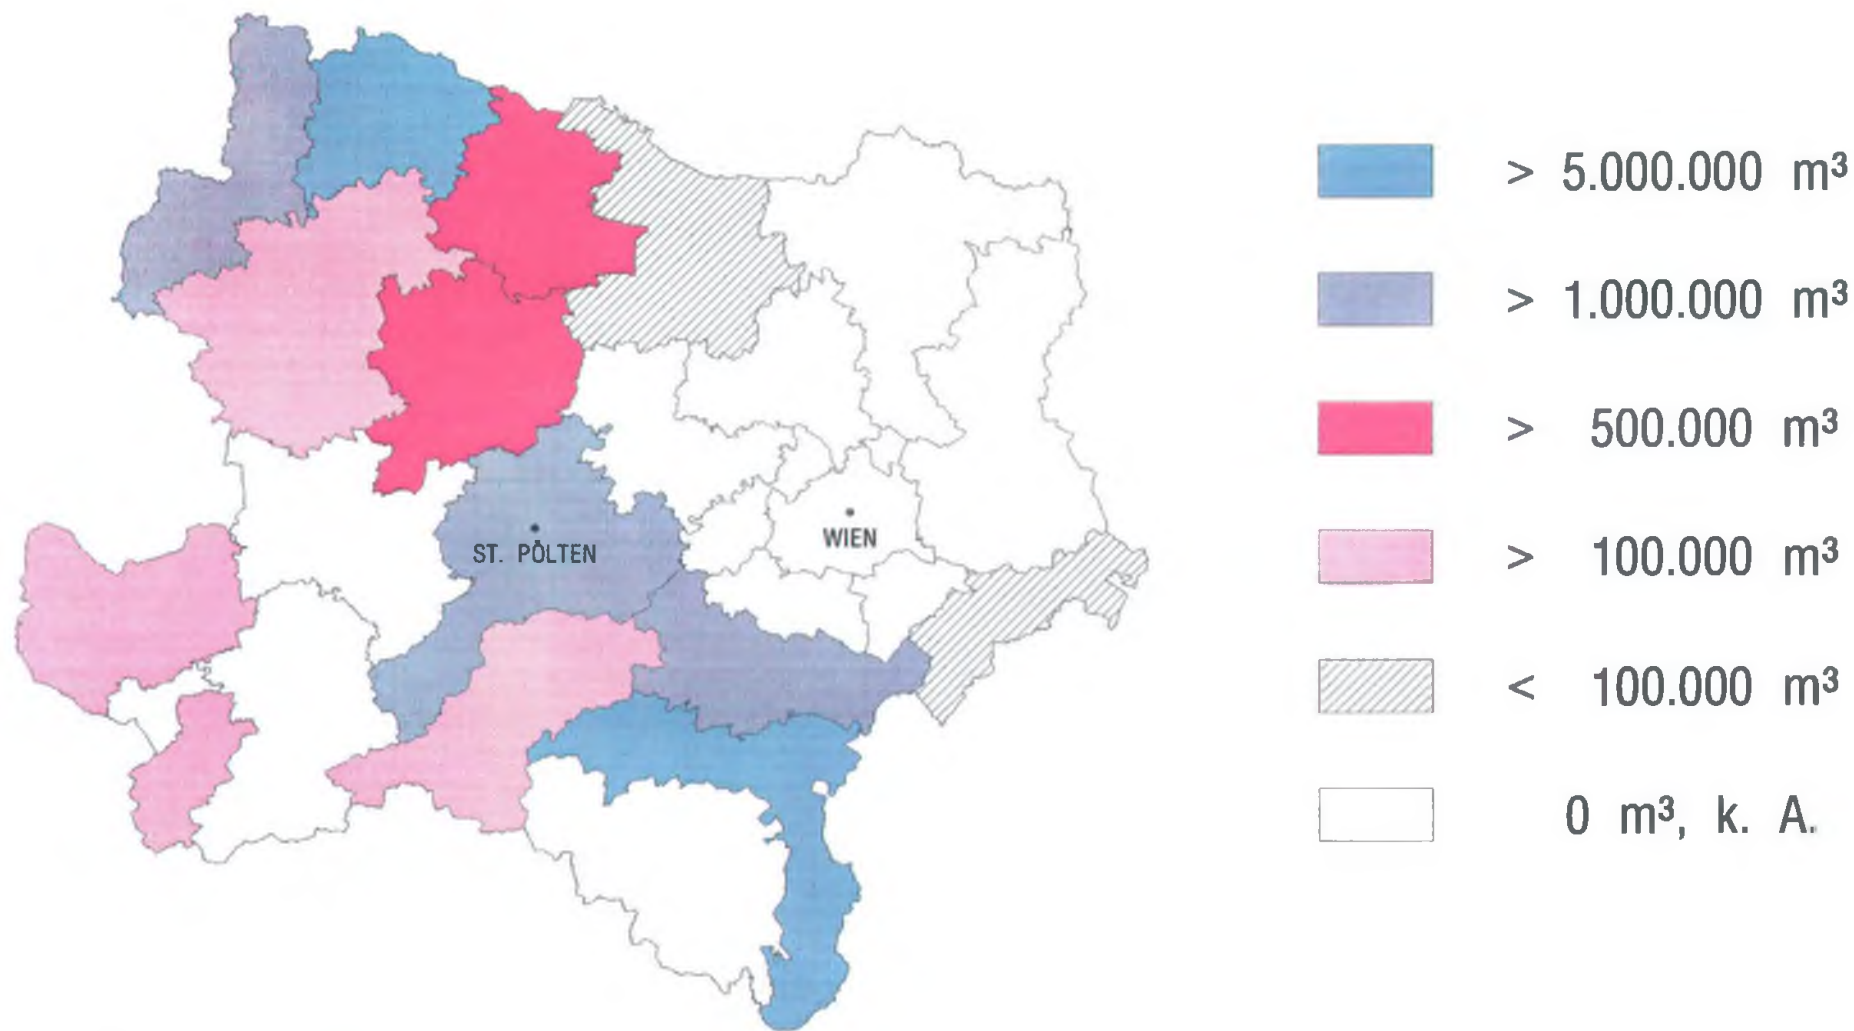 > 5.000.000 m³
> 1.000.000 m³
> 500.000 m³
> 100.000 m³
< 100.000 m³
0 m³, k. A.
WIEN
ST. PÖLTEN